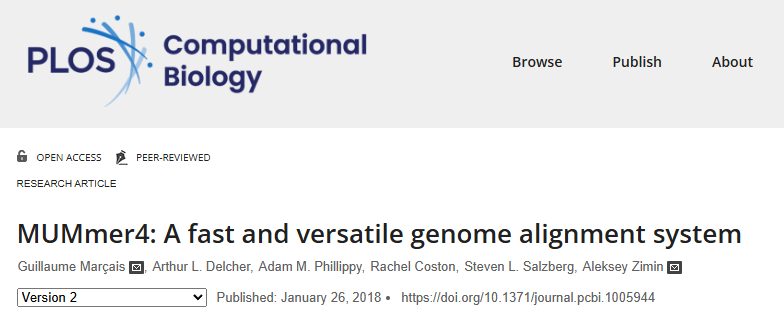 PLOS Computational Biology
Browse Publish About
OPEN ACCESS PEER-REVIEWED
RESEARCH ARTICLE
MUMmer4: A fast and versatile genome alignment system
Guillaume Marçais, Arthur L. Delcher, Adam M. Phillippy, Rachel Coston, Steven L. Salzberg, Aleksey Zimin
Version 2 Published: January 26, 2018 • https://doi.org/10.1371/journal.pcbi.1005944